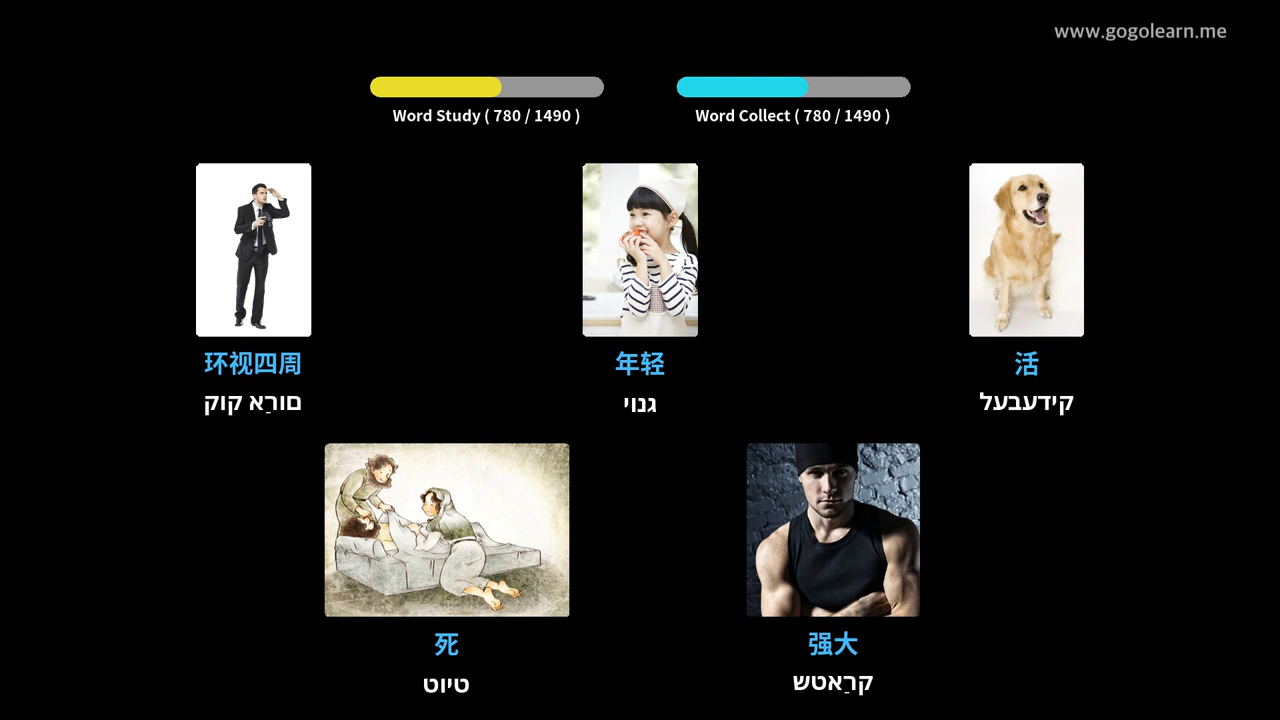 www.gogolearn.me
Word Study ( 780 / 1490 )
Word Collect ( 780 / 1490 )
环视四周
םורַא קוק
年轻
גנוי
活
קידעבעל
死
טיוט
强大
קרַאטש